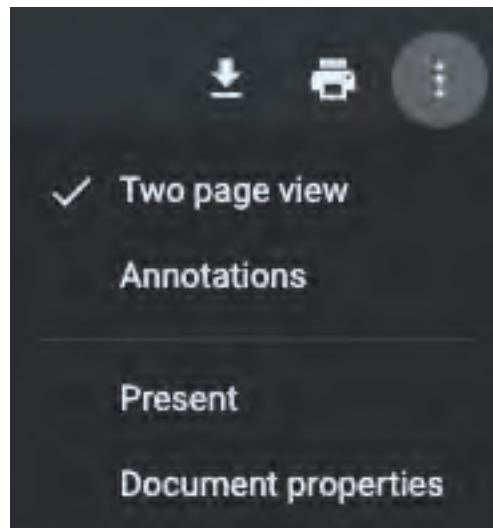 Two page view
Annotations
Present
Document properties